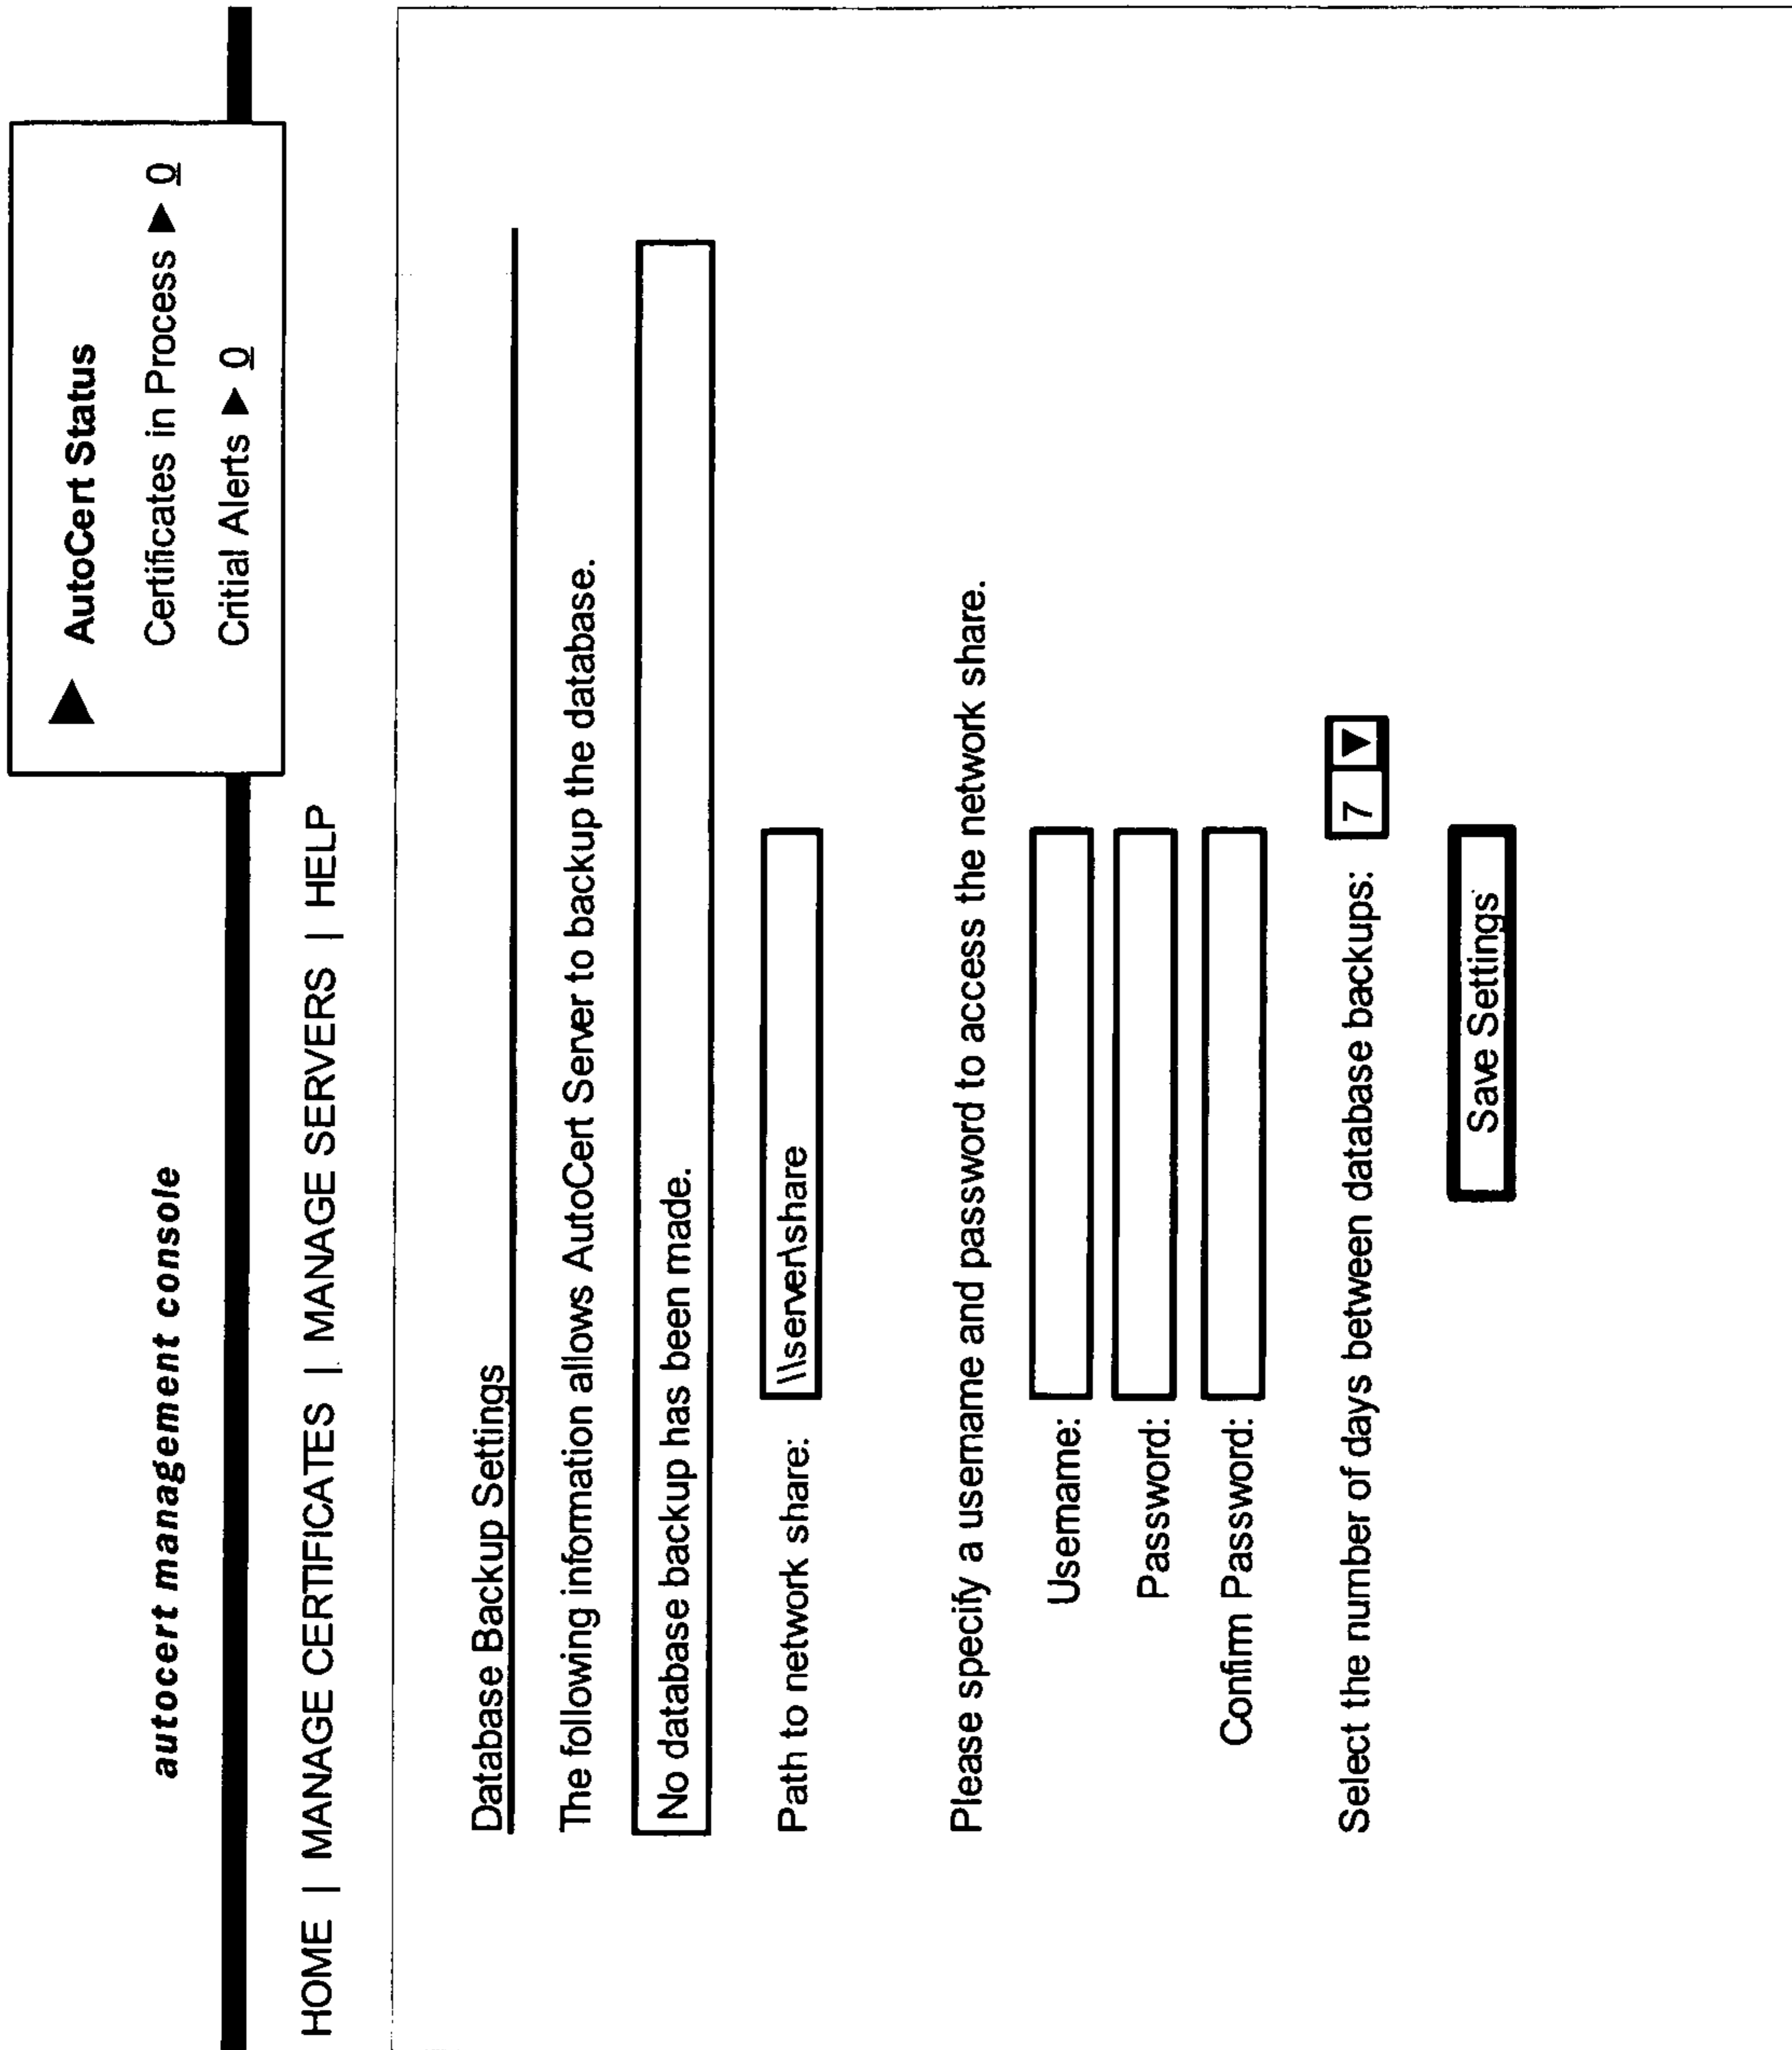 autocert management console
AutoCert Status
Certificates in Process ▶ 0
Critial Alerts ▶ 0
HOME | MANAGE CERTIFICATES | MANAGE SERVERS | HELP
Database Backup Settings
The following information allows AutoCert Server to backup the database.
No database backup has been made.
Path to network share: \\server\share
Please specify a username and password to access the network share.
Username:
Password:
Confirm Password:
Select the number of days between database backups: 7 ▼
Save Settings